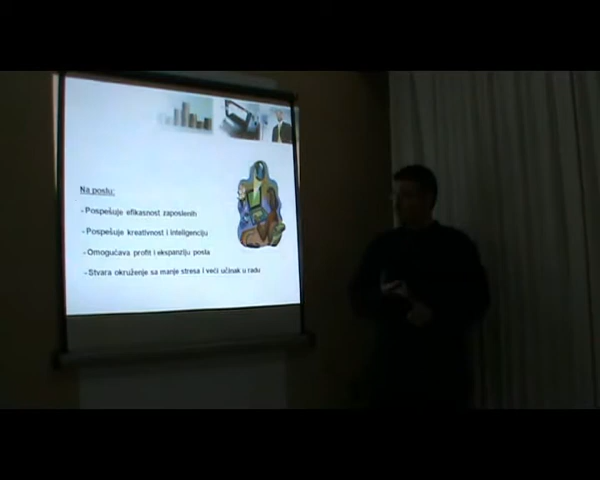 Na poslu:
- Pospešuje efikasnost zaposlenih
- Pospešuje kreativnost i inteligenciju
- Omogućava profit i ekspanziju posla
- Stvara okruženje sa manje stresa i veći učinak u radu